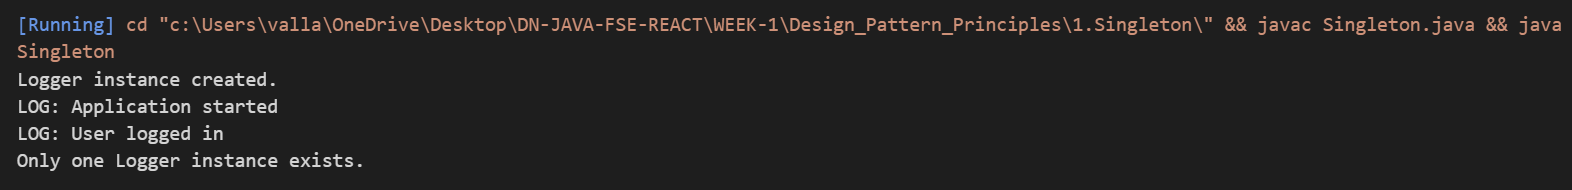 [Running] cd "c:\Users\valla\OneDrive\Desktop\DN-JAVA-FSE-REACT\WEEK-1\Design_Pattern_Principles\1.Singleton\" && javac Singleton.java && java
Singleton
Logger instance created.
LOG: Application started
LOG: User logged in
Only one Logger instance exists.